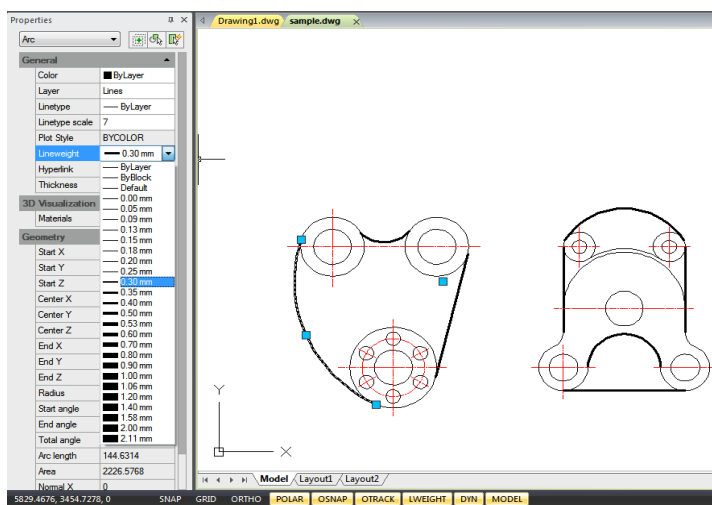 Properties
Drawing1.dwg sample.dwg
Arc
General
Color ByLayer
Layer Lines
Linetype ByLayer
Linetype scale 7
Plot Style BYCOLOR
Lineweight 0.30 mm
Hyperlink
Thickness
3D Visualization
Materials
Geometry
Start X
Start Y
Start Z
Center X
Center Y
Center Z
End X
End Y
End Z
Radius
Start angle
End angle
Total angle
ByLayer
ByBlock
Default
0.00 mm
0.05 mm
0.09 mm
0.13 mm
0.15 mm
0.18 mm
0.20 mm
0.25 mm
0.30 mm
0.35 mm
0.40 mm
0.50 mm
0.53 mm
0.60 mm
0.70 mm
0.80 mm
0.90 mm
1.00 mm
1.06 mm
1.20 mm
1.40 mm
1.58 mm
2.00 mm
2.11 mm
Arc length 144.6314
Area 2226.5768
Normal X 0
Y
X
Model Layout1 Layout2
5829.4676, 3454.7278, 0 SNAP GRID ORTHO POLAR OSNAP OTRACK LWEIGHT DYN MODEL